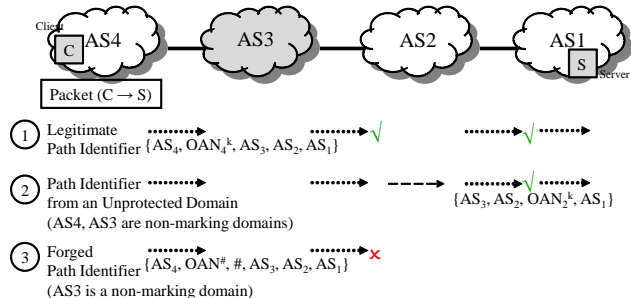 Client
C
AS4
AS3
AS2
AS1
S
Server
Packet (C → S)
1 Legitimate
Path Identifier {AS₄, OAN₄ᵏ, AS₃, AS₂, AS₁}
√ √
2 Path Identifier
from an Unprotected Domain {AS₃, AS₂, OAN₂ᵏ, AS₁}
√
(AS4, AS3 are non-marking domains)
3 Forged
Path Identifier {AS₄, OAN^#, #, AS₃, AS₂, AS₁}
×
(AS3 is a non-marking domain)